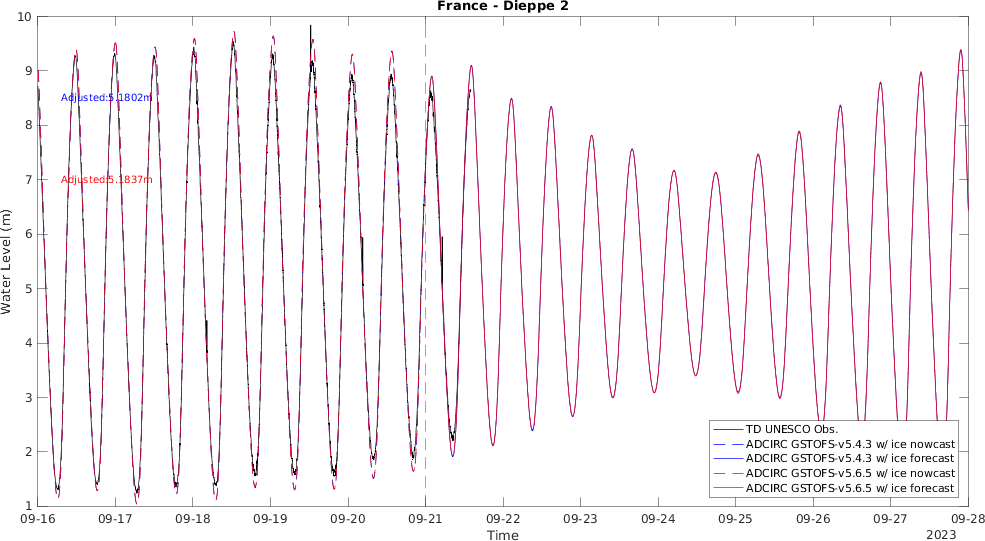 France - Dieppe 2
10
9
8
7
6
5
4
3
2
1
Water Level (m)
Adjusted:5.1802m
Adjusted:5.1837m
TD UNESCO Obs.
ADCIRC GSTOFS-v5.4.3 w/ ice nowcast
ADCIRC GSTOFS-v5.4.3 w/ ice forecast
ADCIRC GSTOFS-v5.6.5 w/ ice nowcast
ADCIRC GSTOFS-v5.6.5 w/ ice forecast
09-16 09-17 09-18 09-19 09-20 09-21 09-22 09-23 09-24 09-25 09-26 09-27 09-28
Time
2023